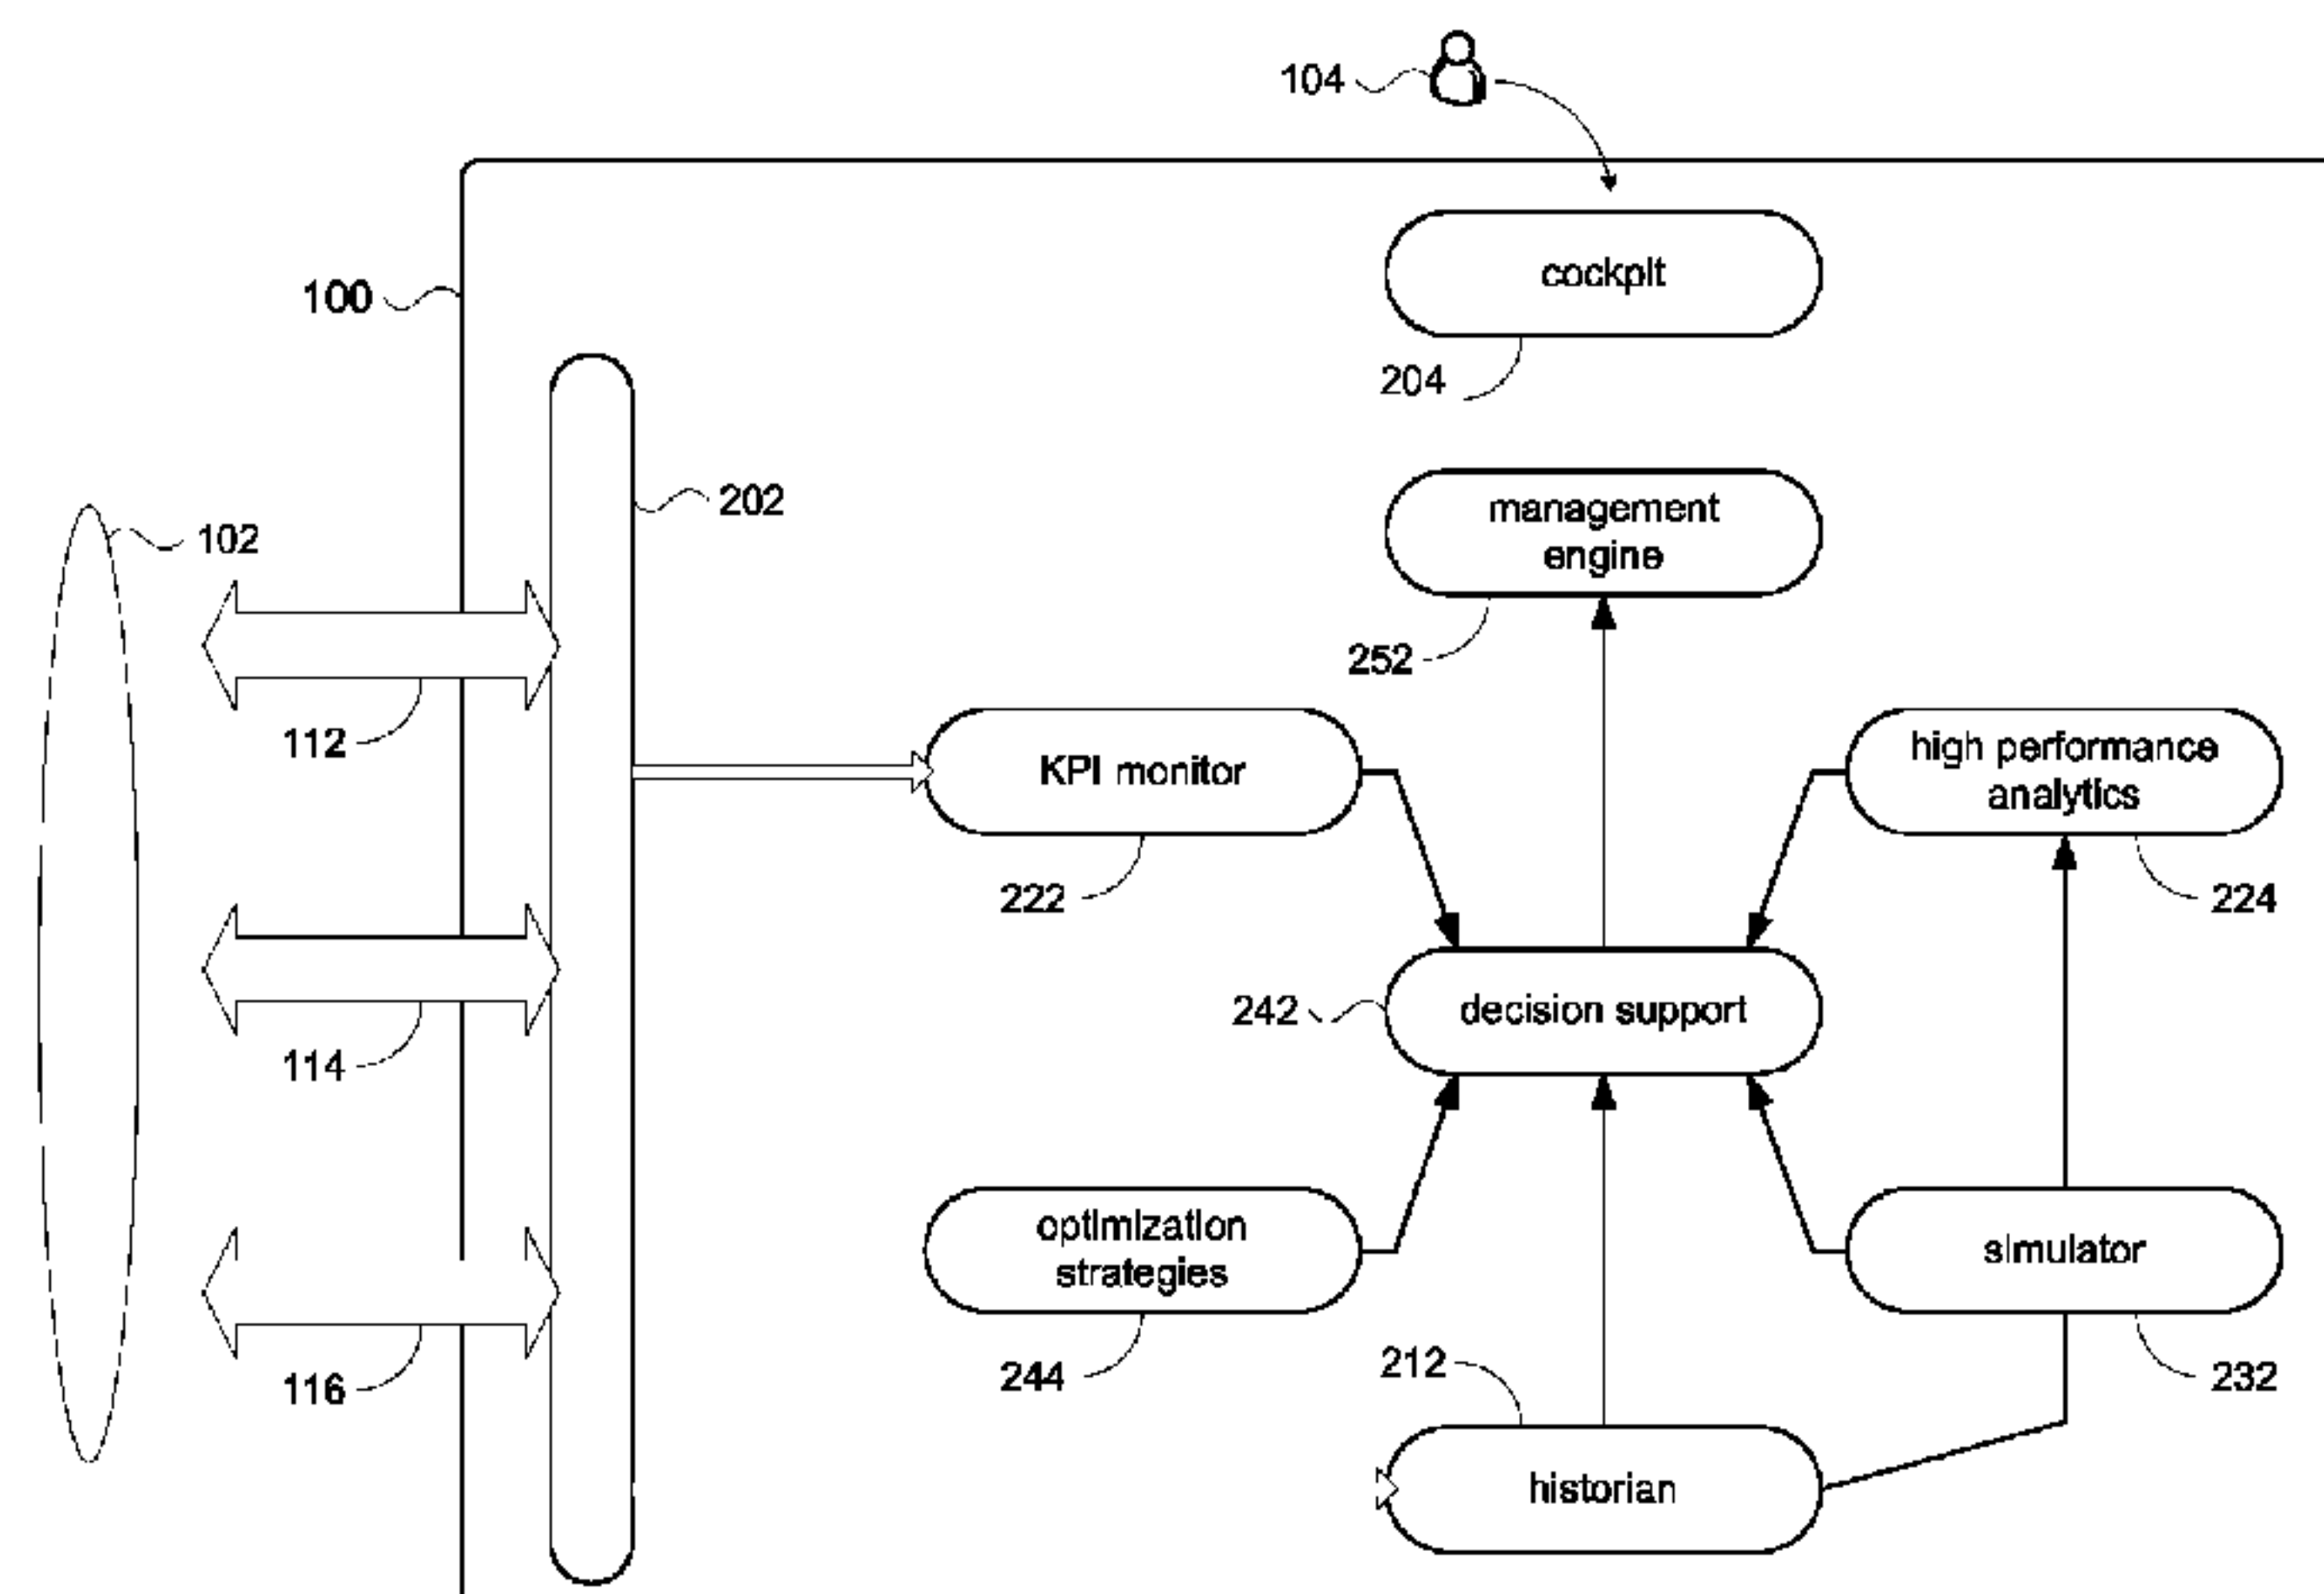 104
100
cockpit
204
202
102
management
engine
252
112
KPI monitor
high performance
analytics
222
224
242
decision support
114
optimization
strategies
simulator
244
212
232
116
historian